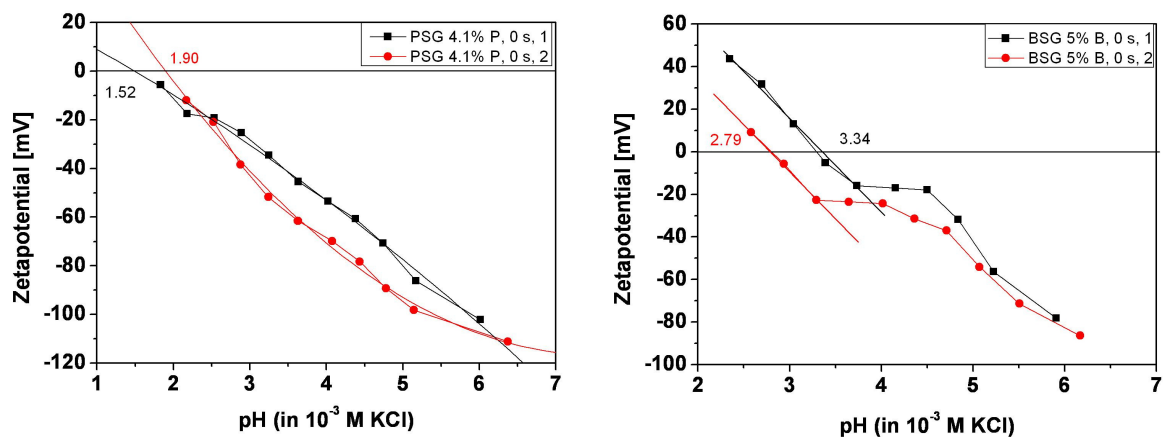 20
0
-20
-40
-60
-80
-100
-120
Zetapotential [mV]
1.90
1.52
PSG 4.1% P, 0 s, 1
PSG 4.1% P, 0 s, 2
1 2 3 4 5 6 7
pH (in 10⁻³ M KCl)
60
40
20
0
-20
-40
-60
-80
-100
Zetapotential [mV]
2.79
3.34
BSG 5% B, 0 s, 1
BSG 5% B, 0 s, 2
2 3 4 5 6 7
pH (in 10⁻³ M KCl)